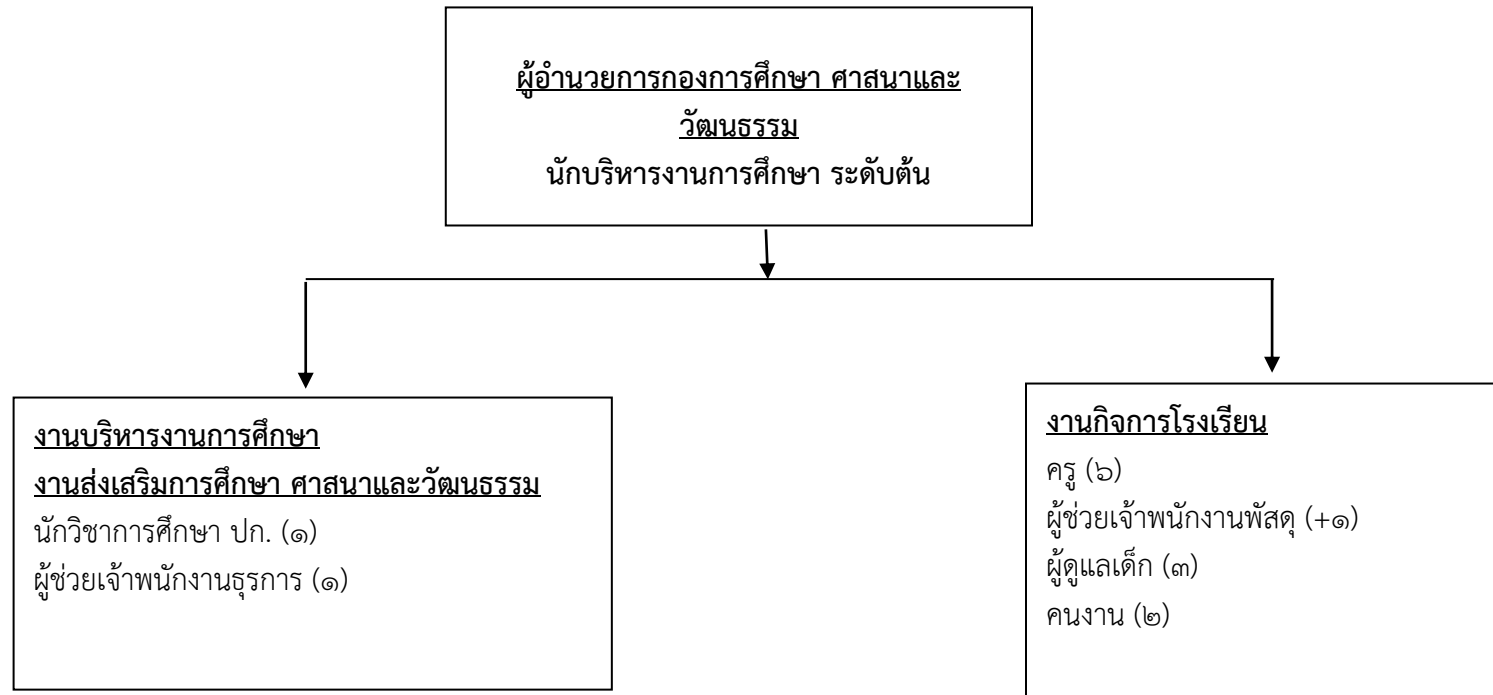 ผู้อำนวยการกองการศึกษา ศาสนาและ
วัฒนธรรม
นักบริหารงานการศึกษา ระดับต้น
งานบริหารงานการศึกษา
งานส่งเสริมการศึกษา ศาสนาและวัฒนธรรม
นักวิชาการศึกษา ปก. (๑)
ผู้ช่วยเจ้าพนักงานธุรการ (๑)
งานกิจการโรงเรียน
ครู (๖)
ผู้ช่วยเจ้าพนักงานพัสดุ (+๑)
ผู้ดูแลเด็ก (๓)
คนงาน (๒)